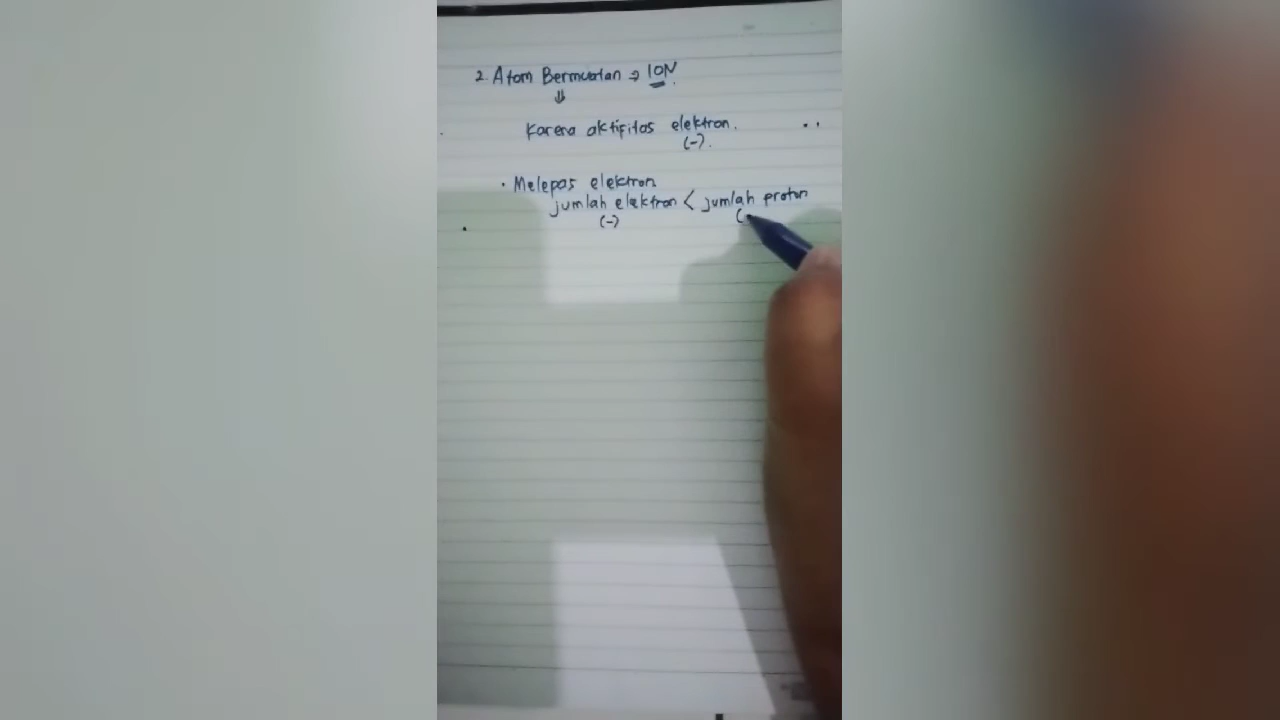 2. Atom Bermuatan ⇒ ION.
⇓
Karena aktifitas elektron.
(-).
• Melepas elektron
jumlah elektron < jumlah proton
(-) (